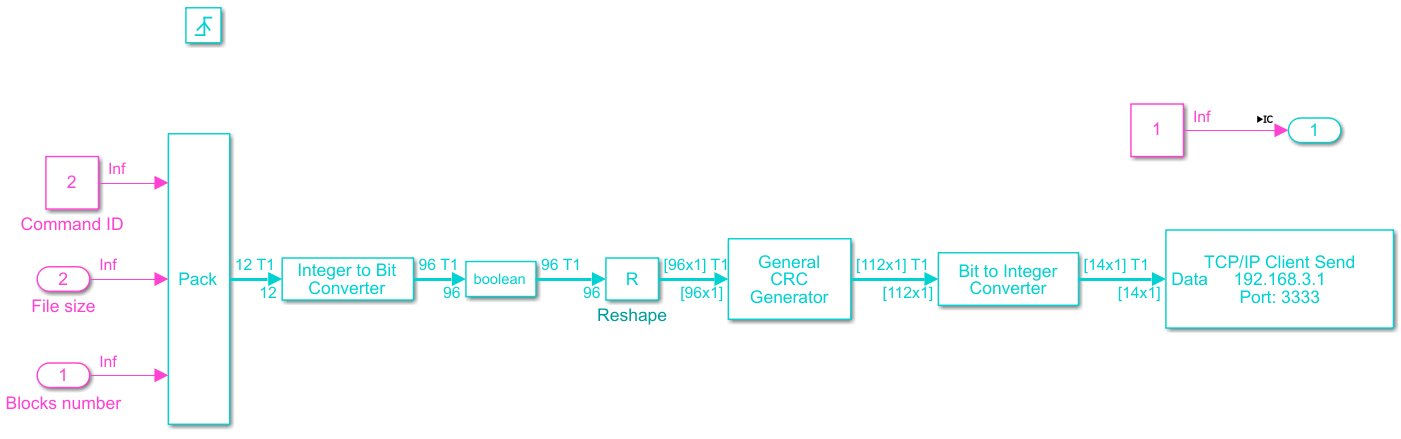 1
Inf
IC
1
2
Inf
Command ID
2
Inf
File size
1
Inf
Blocks number
Pack
12 T1
12
Integer to Bit
Converter
96 T1
96
boolean
96 T1
96
R
Reshape
[96x1] T1
[96x1]
General
CRC
Generator
[112x1] T1
[112x1]
Bit to Integer
Converter
[14x1] T1
[14x1]
Data
TCP/IP Client Send
192.168.3.1
Port: 3333